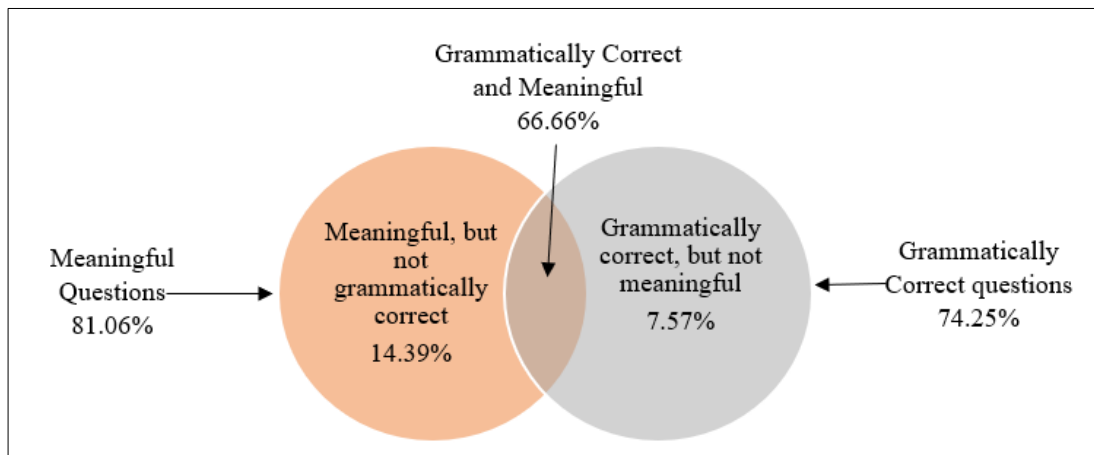 Grammatically Correct
and Meaningful
66.66%
Meaningful
Questions
81.06%
Meaningful, but
not
grammatically
correct
14.39%
Grammatically
correct, but not
meaningful
7.57%
Grammatically
Correct questions
74.25%